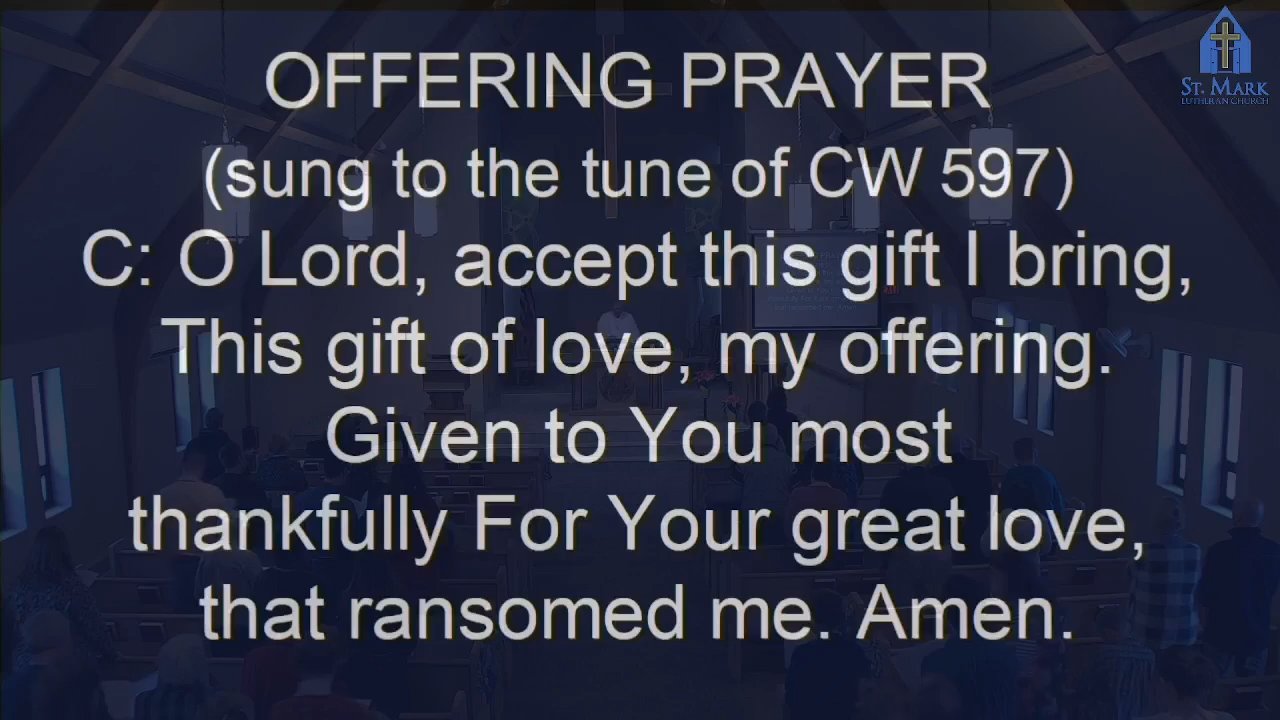 OFFERING PRAYER
(sung to the tune of CW 597)
C: O Lord, accept this gift I bring,
This gift of love, my offering.
Given to You most
thankfully For Your great love,
that ransomed me. Amen.
ST. MARK
LUTHERAN CHURCH